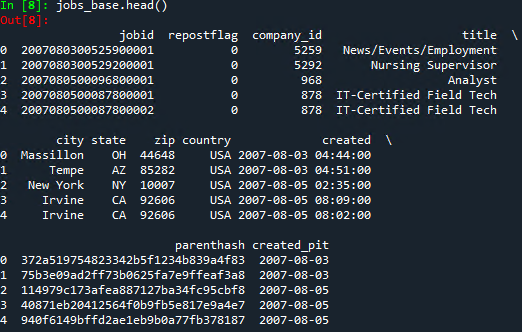 In [8]: jobs_base.head()
Out[8]:
jobid repostflag company_id title \
0 2007080300525900001 0 5259 News/Events/Employment
1 2007080300529200001 0 5292 Nursing Supervisor
2 2007080500096800001 0 968 Analyst
3 2007080500087800001 0 878 IT-Certified Field Tech
4 2007080500087800002 0 878 IT-Certified Field Tech
city state zip country created \
0 Massillon OH 44648 USA 2007-08-03 04:44:00
1 Tempe AZ 85282 USA 2007-08-03 04:51:00
2 New York NY 10007 USA 2007-08-05 02:35:00
3 Irvine CA 92606 USA 2007-08-05 08:09:00
4 Irvine CA 92606 USA 2007-08-05 08:02:00
parenthash created_pit
0 372a519754823342b5f1234b839a4f83 2007-08-03
1 75b3e09ad2ff73b0625fa7e9ffeaf3a8 2007-08-03
2 114979c173afea887127ba34fc95cbf8 2007-08-05
3 40871eb20412564f0b9fb5e817e9a4e7 2007-08-05
4 940f6149bffd2ae1eb9b0a77fb378187 2007-08-05